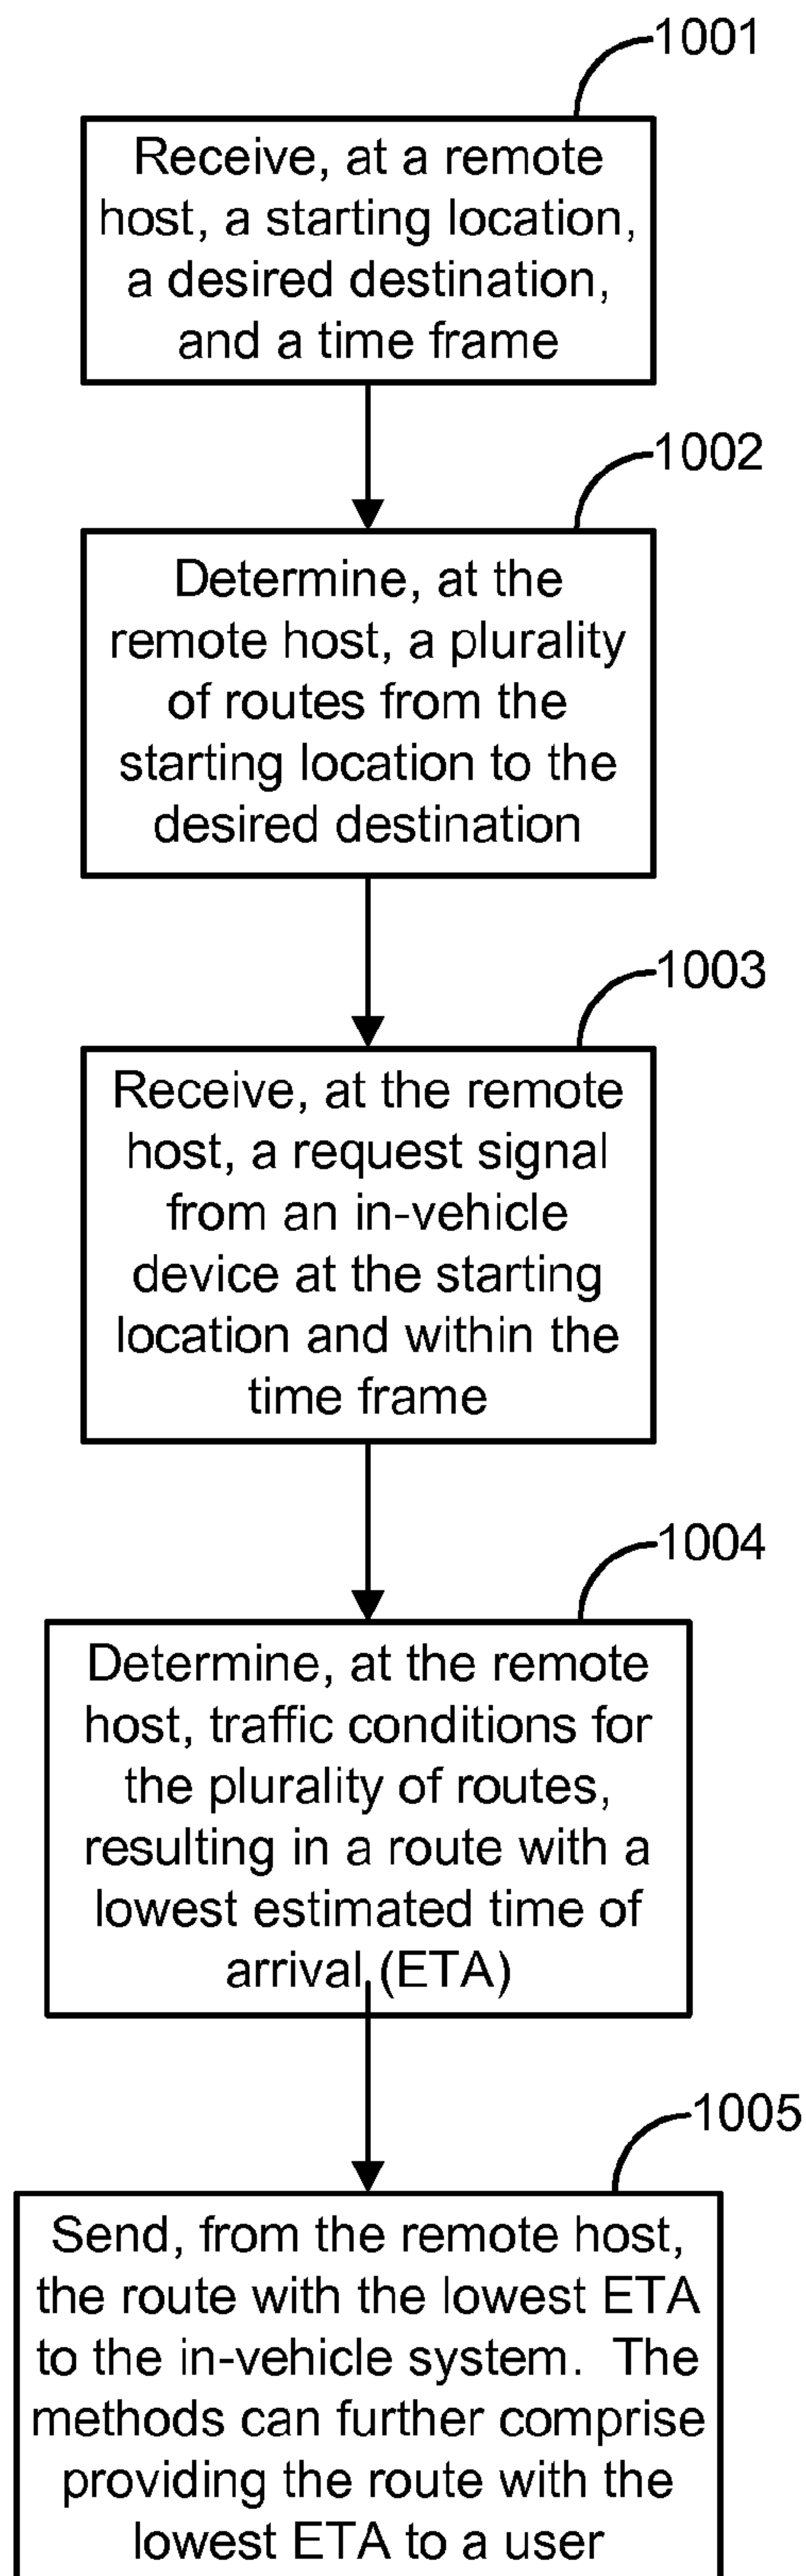 1001
Receive, at a remote
host, a starting location,
a desired destination,
and a time frame
1002
Determine, at the
remote host, a plurality
of routes from the
starting location to the
desired destination
1003
Receive, at the remote
host, a request signal
from an in-vehicle
device at the starting
location and within the
time frame
1004
Determine, at the remote
host, traffic conditions for
the plurality of routes,
resulting in a route with a
lowest estimated time of
arrival (ETA)
1005
Send, from the remote host,
the route with the lowest ETA
to the in-vehicle system. The
methods can further comprise
providing the route with the
lowest ETA to a user